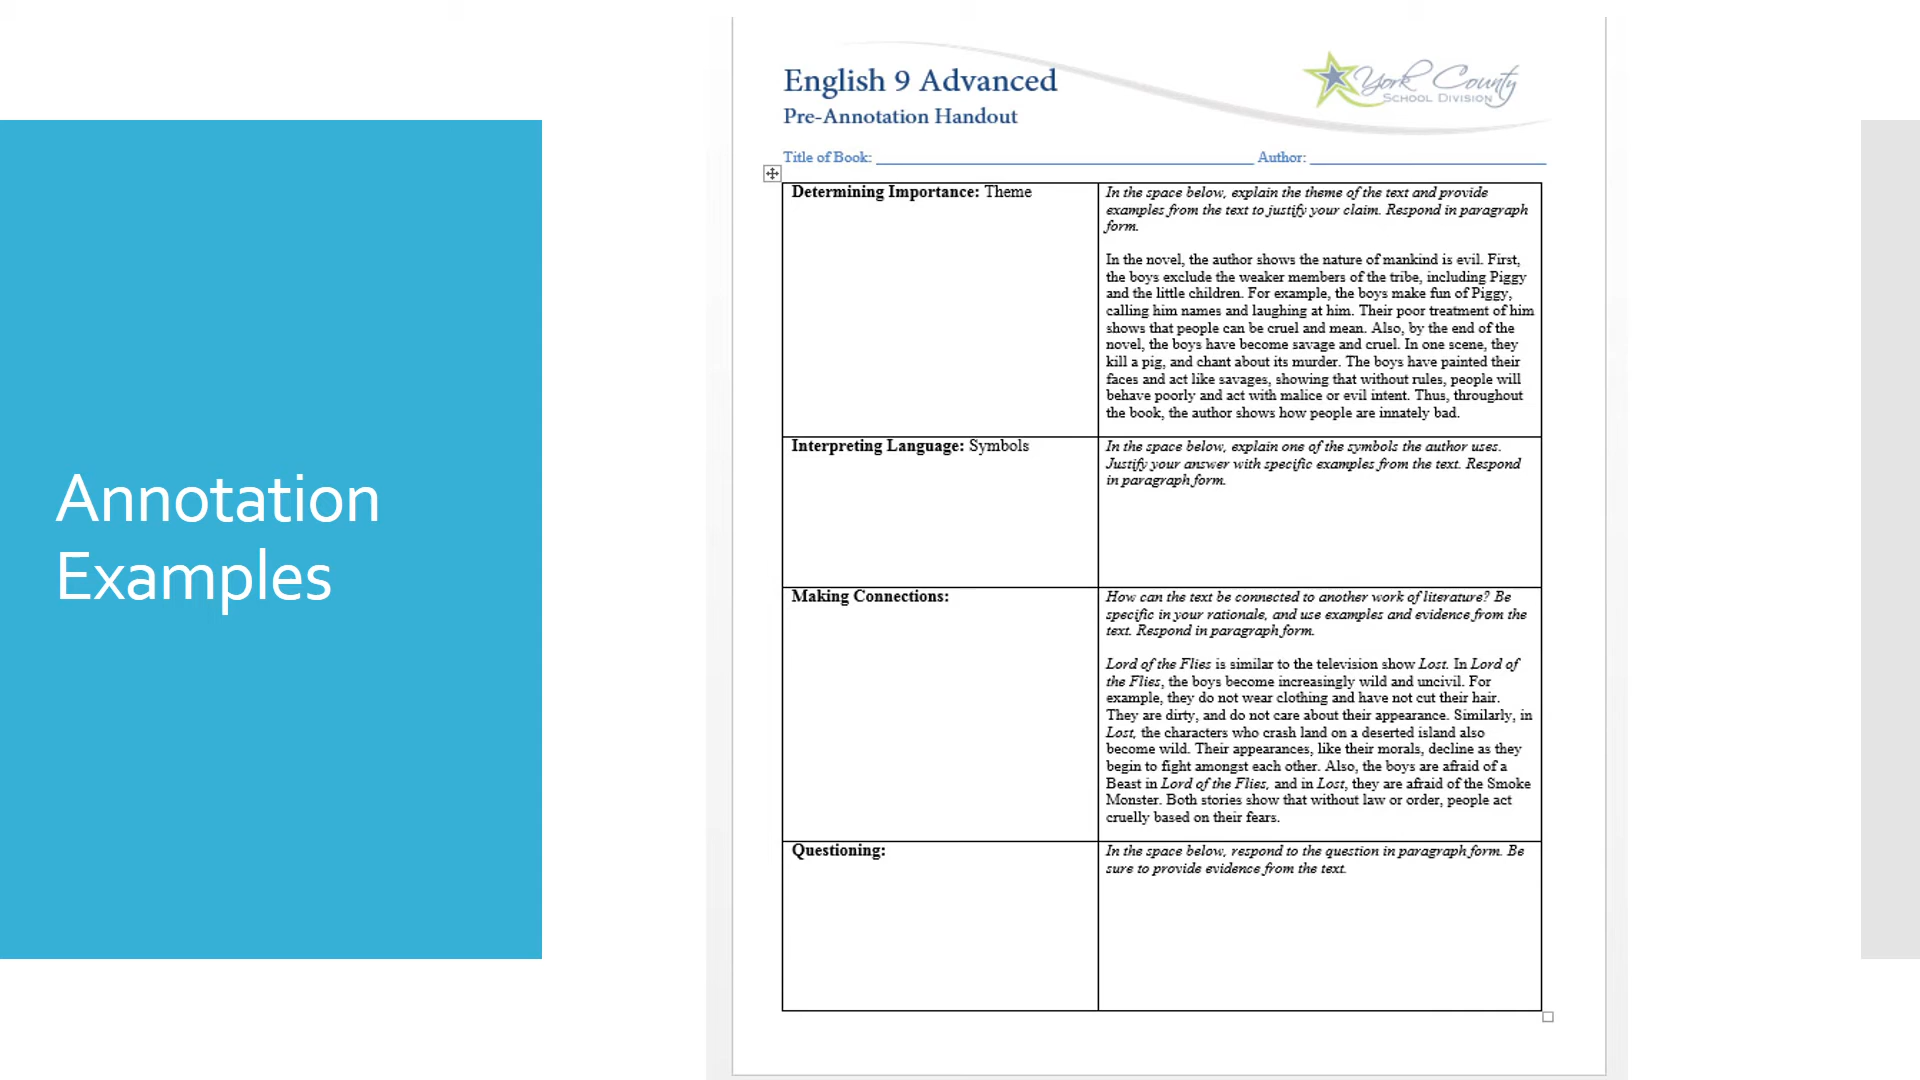 Annotation
Examples
English 9 Advanced
Pre-Annotation Handout
York County
SCHOOL DIVISION
Title of Book: ____________________ Author: ____________________
Determining Importance: Theme
In the space below, explain the theme of the text and provide
examples from the text to justify your claim. Respond in paragraph
form.
In the novel, the author shows the nature of mankind is evil. First,
the boys exclude the weaker members of the tribe, including Piggy
and the little children. For example, the boys make fun of Piggy,
calling him names and laughing at him. Their poor treatment of him
shows that people can be cruel and mean. Also, by the end of the
novel, the boys have become savage and cruel. In one scene, they
kill a pig, and chant about its murder. The boys have painted their
faces and act like savages, showing that without rules, people will
behave poorly and act with malice or evil intent. Thus, throughout
the book, the author shows how people are innately bad.
Interpreting Language: Symbols
In the space below, explain one of the symbols the author uses.
Justify your answer with specific examples from the text. Respond
in paragraph form.
Making Connections:
How can the text be connected to another work of literature? Be
specific in your rationale, and use examples and evidence from the
text. Respond in paragraph form.
Lord of the Flies is similar to the television show Lost. In Lord of
the Flies, the boys become increasingly wild and uncivil. For
example, they do not wear clothing and have not cut their hair.
They are dirty, and do not care about their appearance. Similarly, in
Lost, the characters who crash land on a deserted island also
become wild. Their appearances, like their morals, decline as they
begin to fight amongst each other. Also, the boys are afraid of a
Beast in Lord of the Flies, and in Lost, they are afraid of the Smoke
Monster. Both stories show that without law or order, people act
cruelly based on their fears.
Questioning:
In the space below, respond to the question in paragraph form. Be
sure to provide evidence from the text.